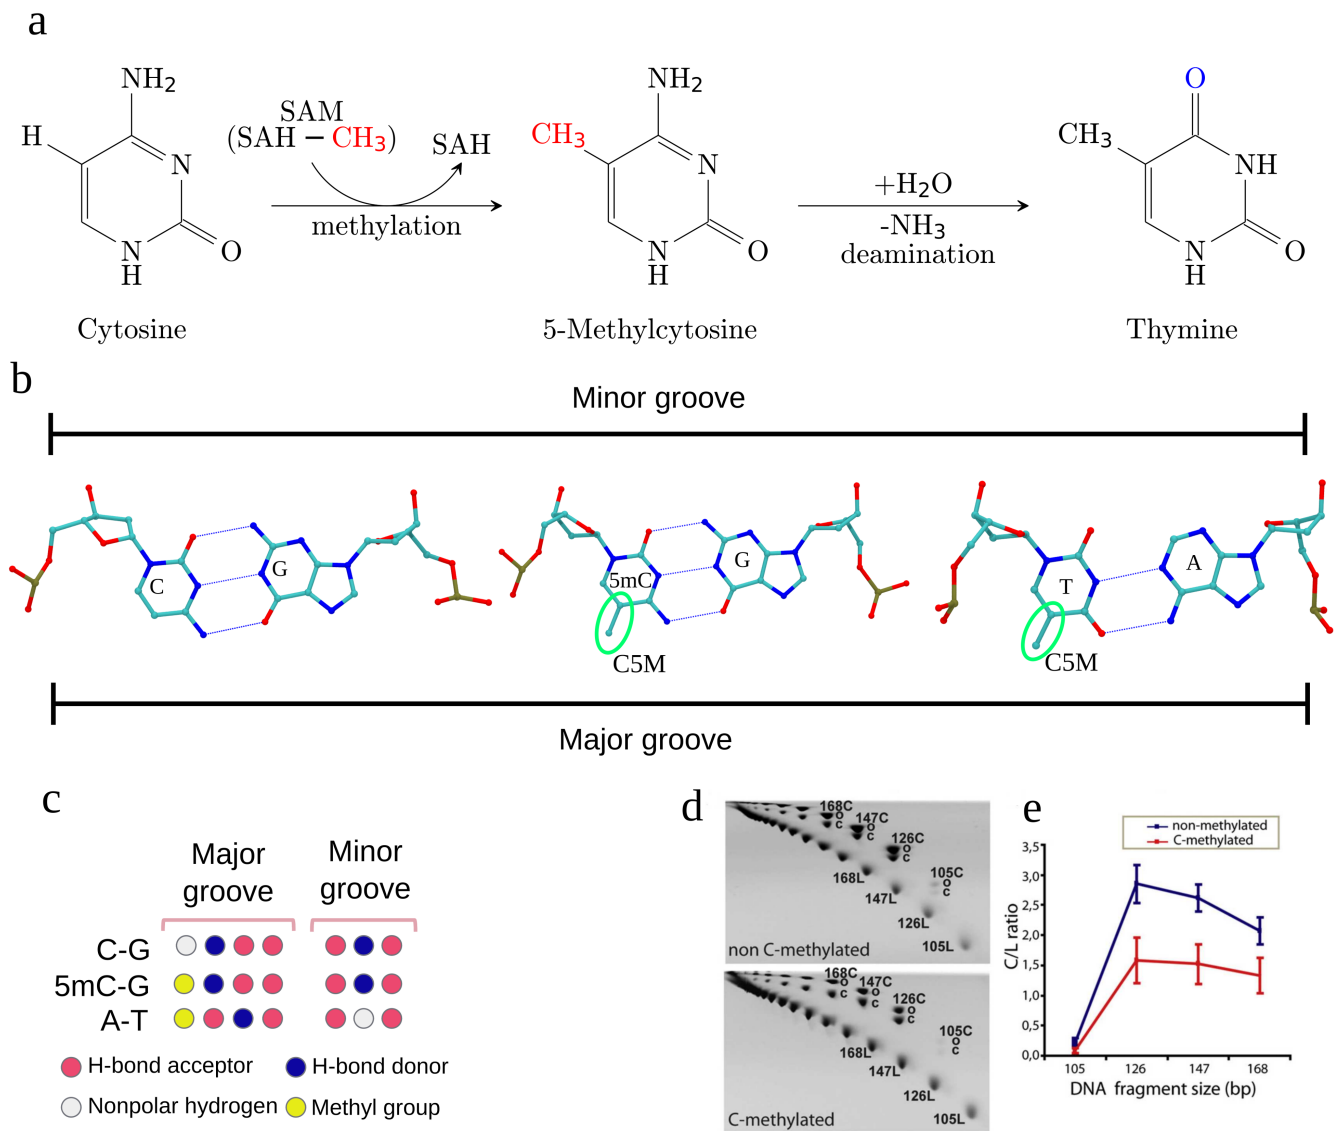 a
NH₂
H
N
N
H
O
Cytosine
SAM
(SAH − CH₃)
SAH
methylation
NH₂
CH₃
N
N
H
O
5-Methylcytosine
+H₂O
-NH₃
deamination
O
CH₃
NH
N
H
O
Thymine
b
Minor groove
C
G
5mC
G
T
A
C5M
C5M
Major groove
c
Major
groove
Minor
groove
C-G
5mC-G
A-T
H-bond acceptor
H-bond donor
Nonpolar hydrogen
Methyl group
d
168C
O
C
147C
O
C
126C
O
C
105C
O
C
168L
147L
126L
105L
non C-methylated
168C
O
C
147C
O
C
126C
O
C
105C
O
C
168L
147L
126L
105L
C-methylated
e
non-methylated
C-methylated
3,5
3,0
2,5
2,0
1,5
1,0
0,5
0,0
C/L ratio
105 126 147 168
DNA fragment size (bp)